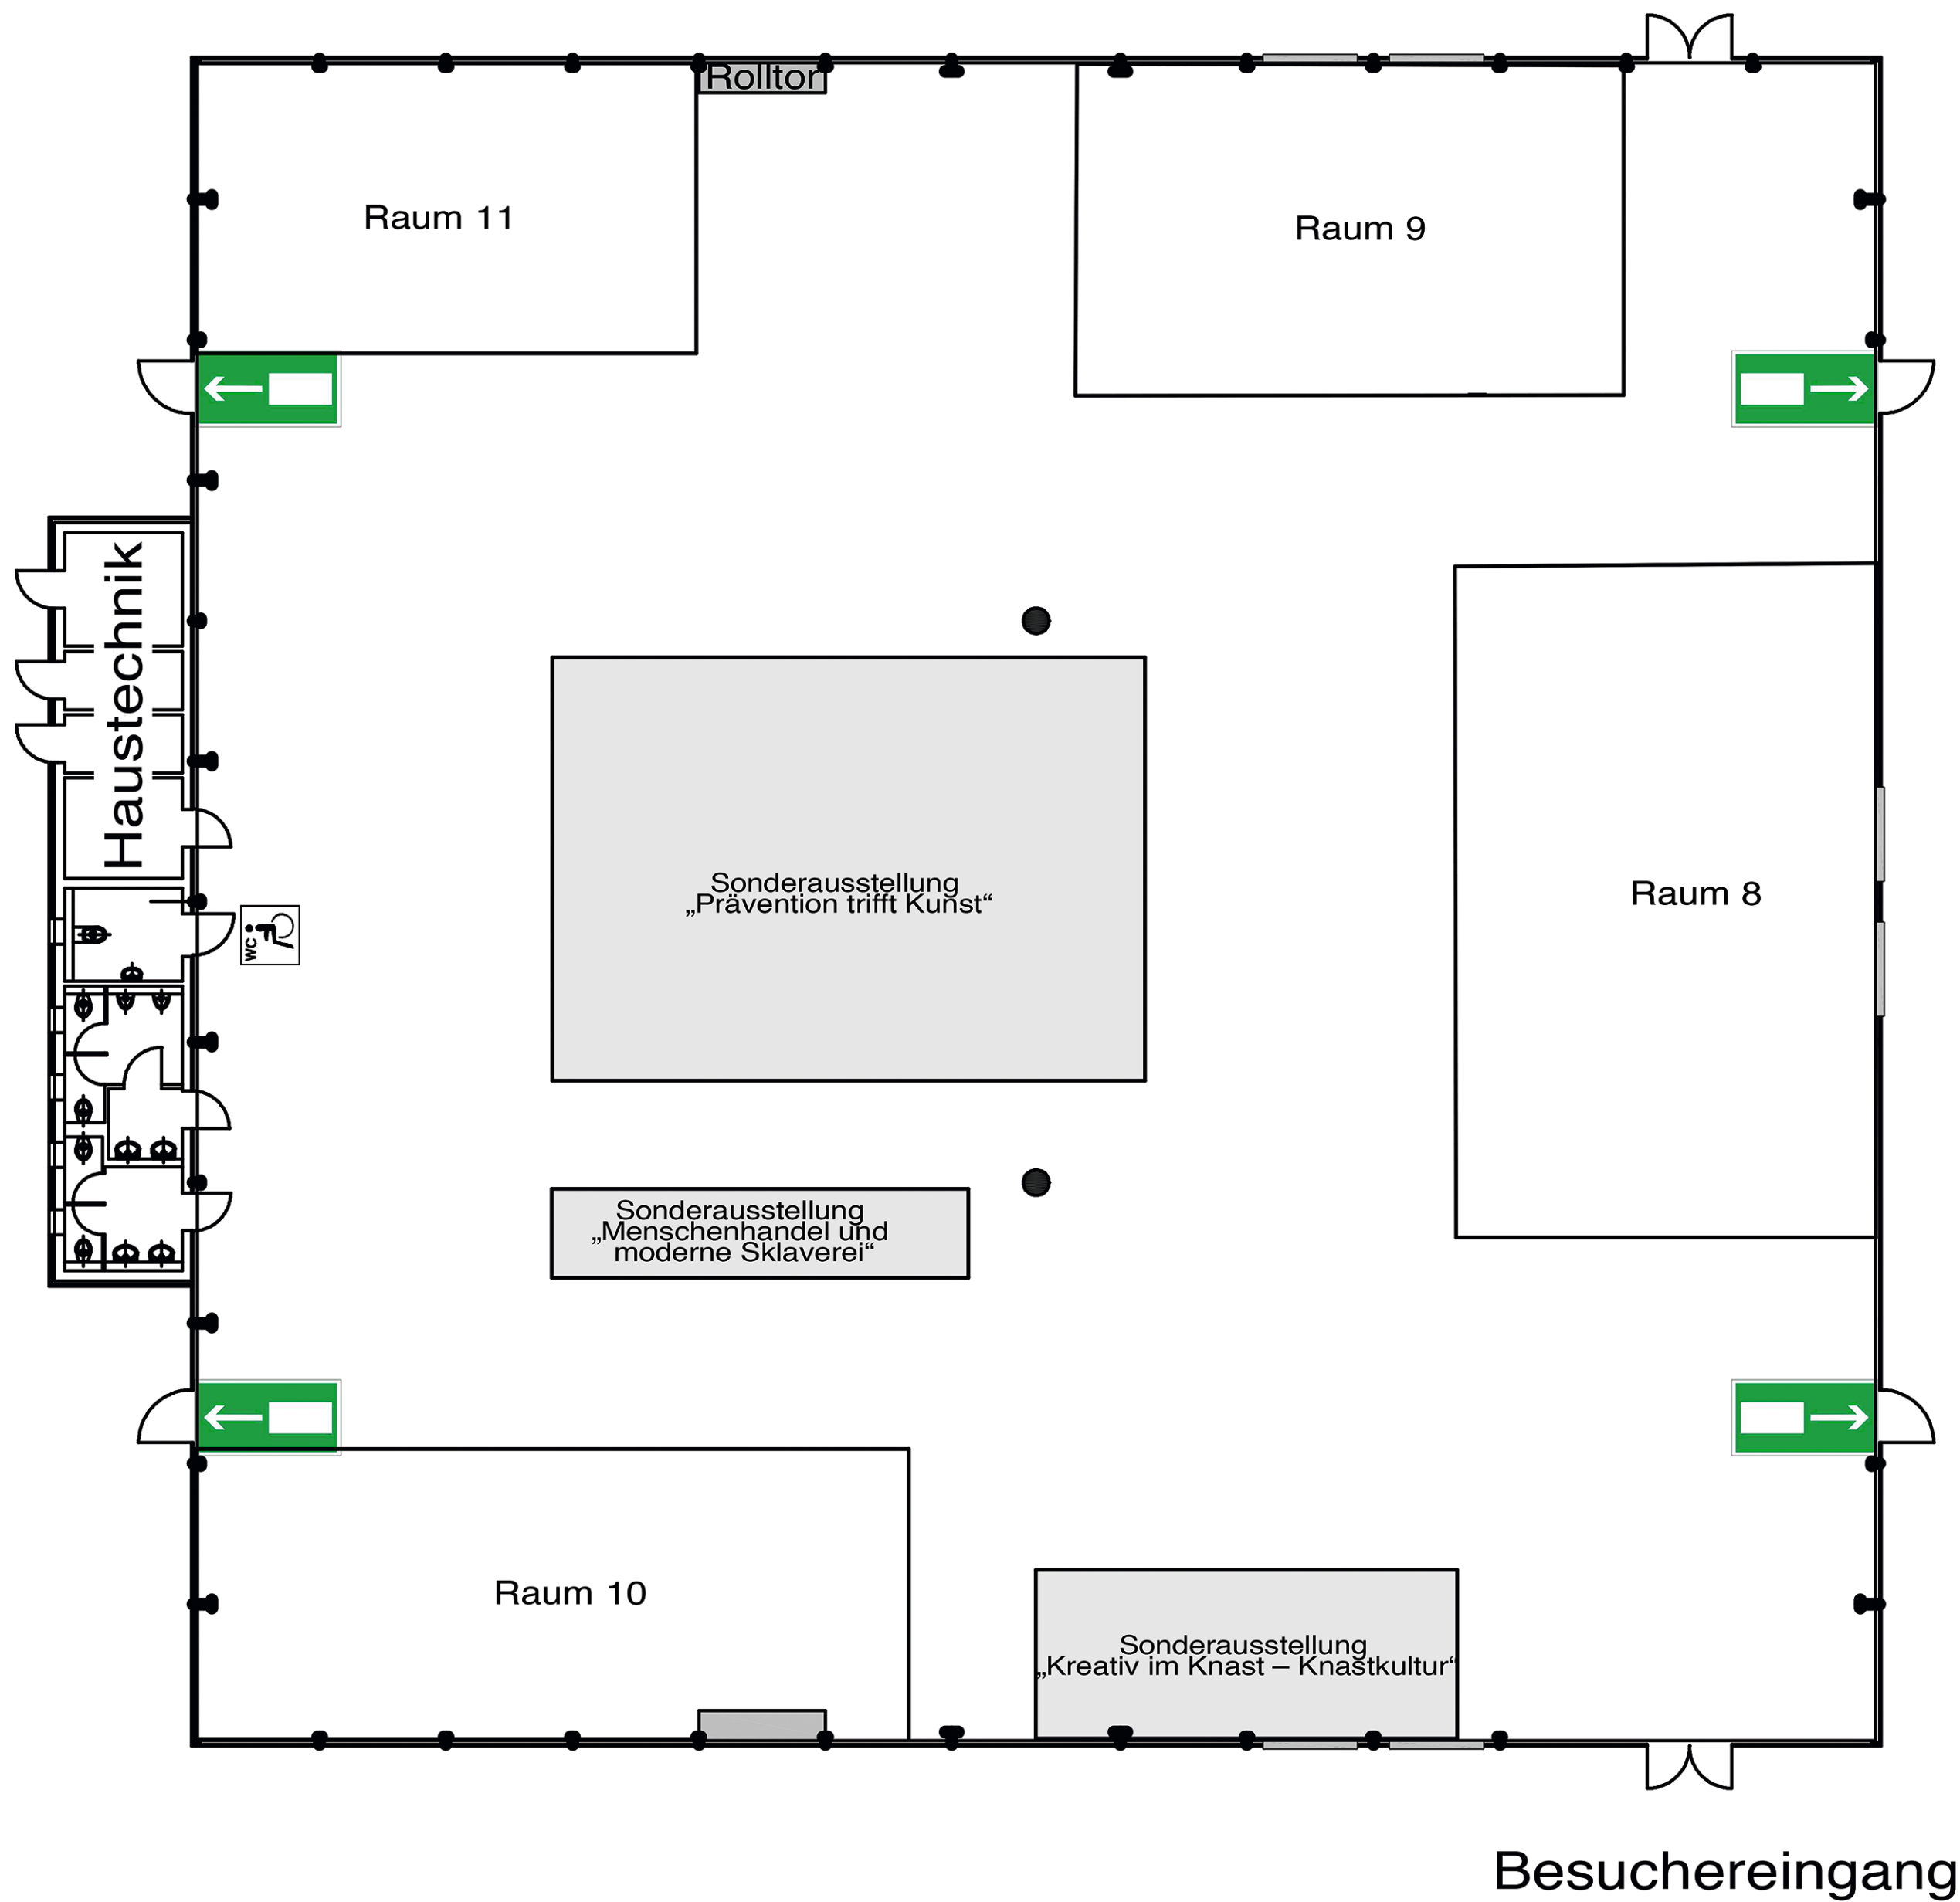 Rolltor
Raum 11
Raum 9
Haustechnik
Sonderausstellung
„Prävention trifft Kunst“
Raum 8
WC
Sonderausstellung
„Menschenhandel und
moderne Sklaverei“
Raum 10
Sonderausstellung
„Kreativ im Knast – Knastkultur“
Besuchereingang